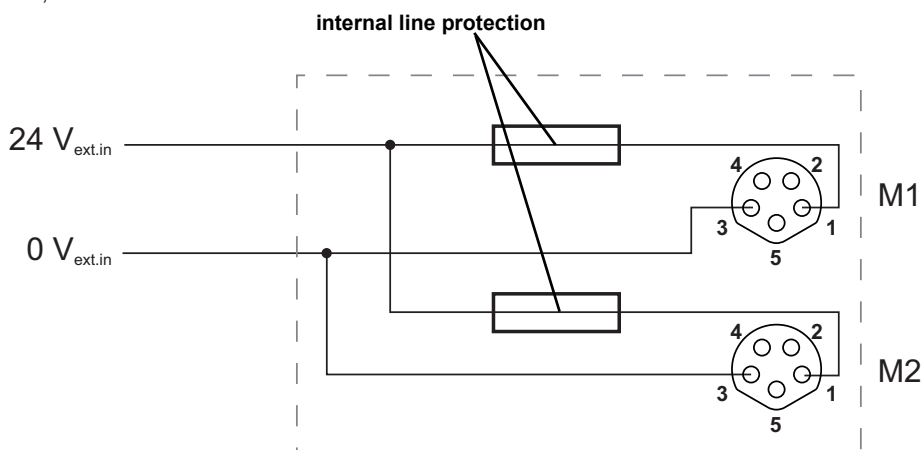 internal line protection
24 V ext.in
4 2
M1
3 1
0 V ext.in
5
4 2
M2
3 1
5